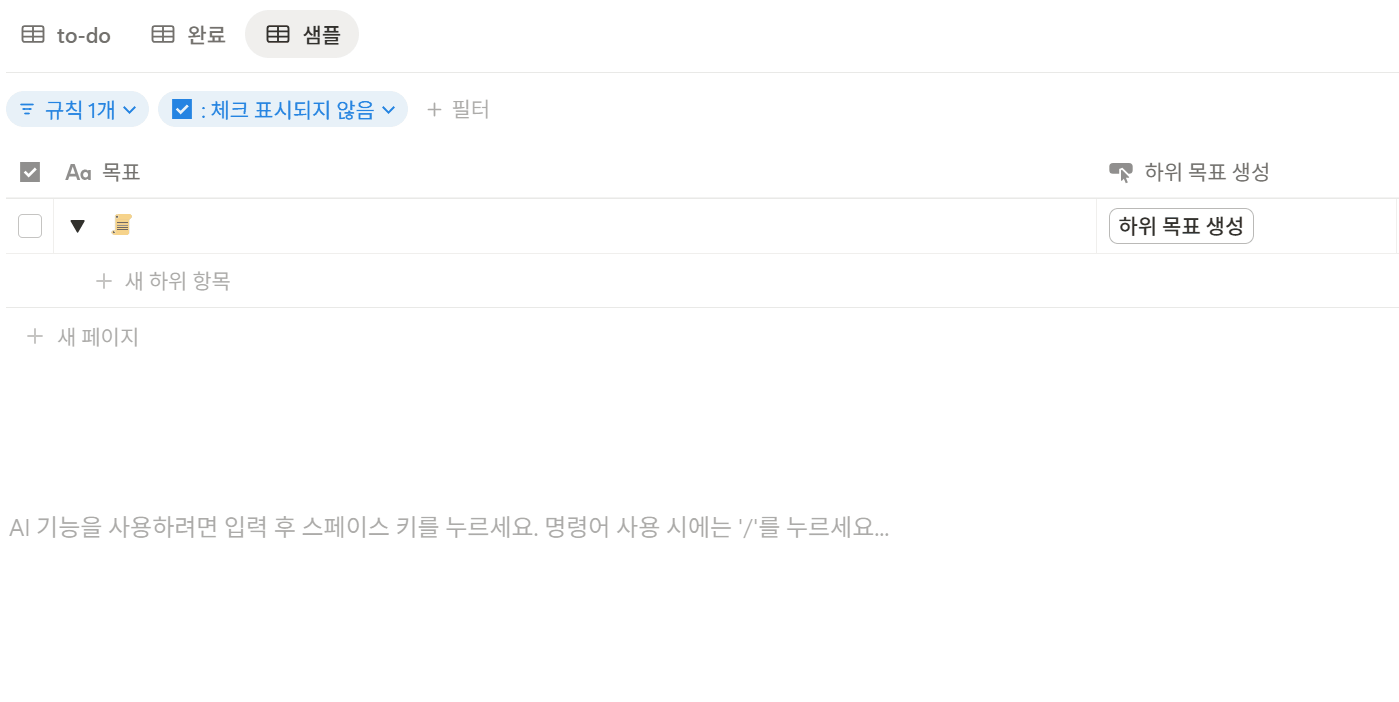 to-do 완료 샘플
규칙 1개 : 체크 표시되지 않음 + 필터
Aa 목표 하위 목표 생성
하위 목표 생성
+ 새 하위 항목
+ 새 페이지
AI 기능을 사용하려면 입력 후 스페이스 키를 누르세요. 명령어 사용 시에는 '/'를 누르세요...